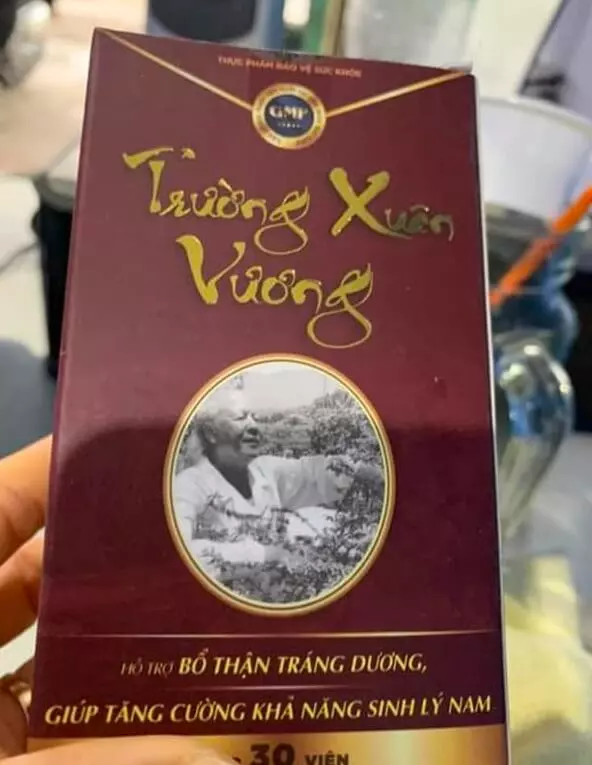 THỰC PHẨM BẢO VỆ SỨC KHỎE
GMP
Trường Xuân
Vương
HỖ TRỢ BỔ THẬN TRÁNG DƯƠNG,
GIÚP TĂNG CƯỜNG KHẢ NĂNG SINH LÝ NAM
30 VIÊN